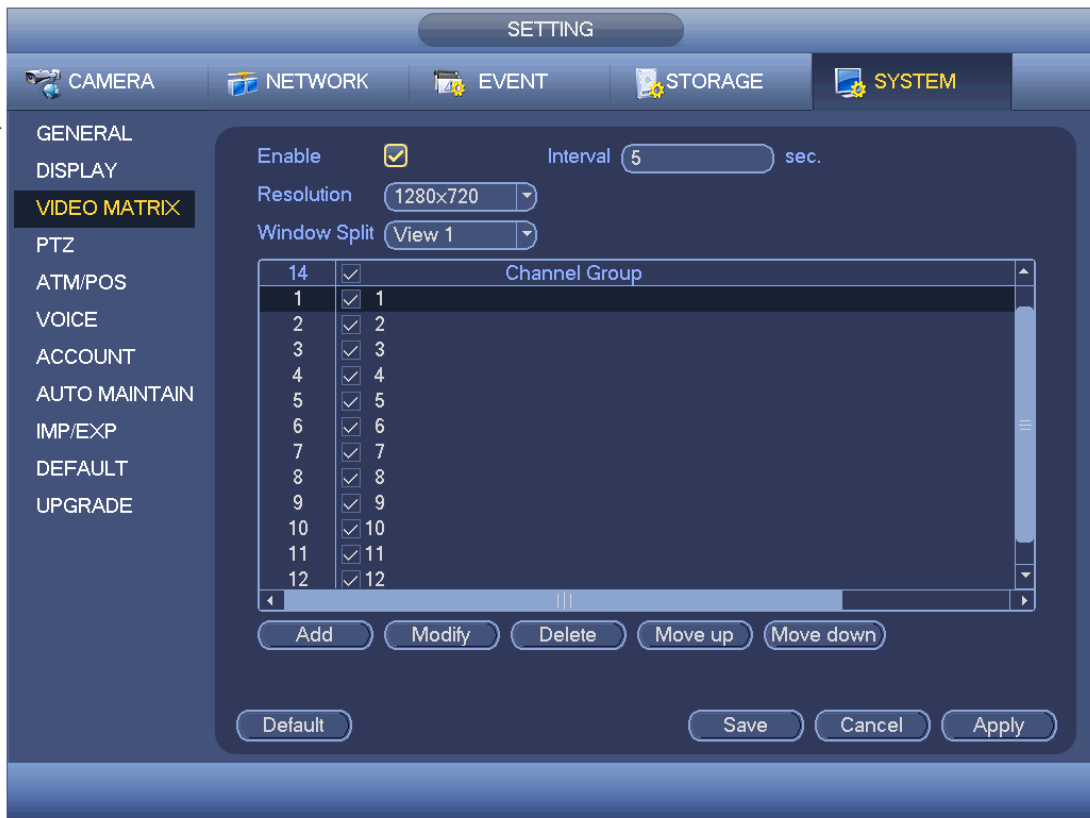 SETTING
CAMERA NETWORK EVENT STORAGE SYSTEM
GENERAL
DISPLAY
VIDEO MATRIX
PTZ
ATM/POS
VOICE
ACCOUNT
AUTO MAINTAIN
IMP/EXP
DEFAULT
UPGRADE
Enable Interval 5 sec.
Resolution 1280×720
Window Split View 1
14 Channel Group
1 1
2 2
3 3
4 4
5 5
6 6
7 7
8 8
9 9
10 10
11 11
12 12
Add Modify Delete Move up Move down
Default Save Cancel Apply